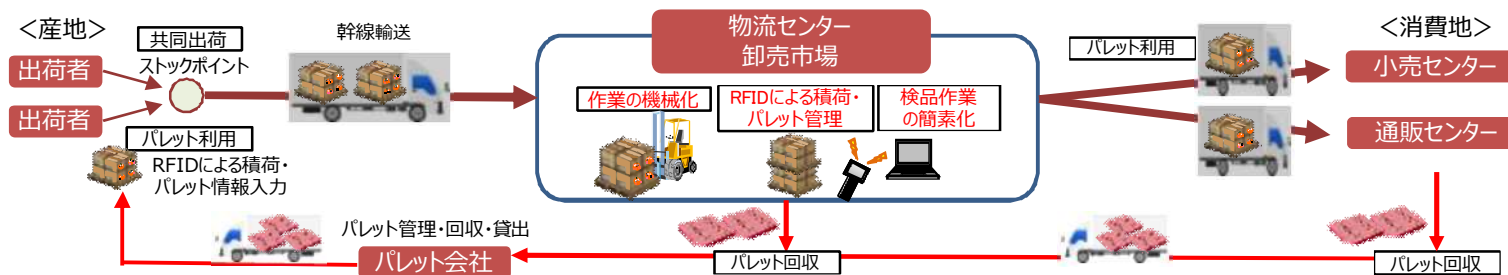 <産地>
共同出荷
ストックポイント
出荷者
出荷者
パレット利用
RFIDによる積荷・
パレット情報入力
幹線輸送
物流センター
卸売市場
作業の機械化
RFIDによる積荷・
パレット管理
検品作業
の簡素化
パレット利用
<消費地>
小売センター
通販センター
パレット管理・回収・貸出
パレット会社
パレット回収
パレット回収